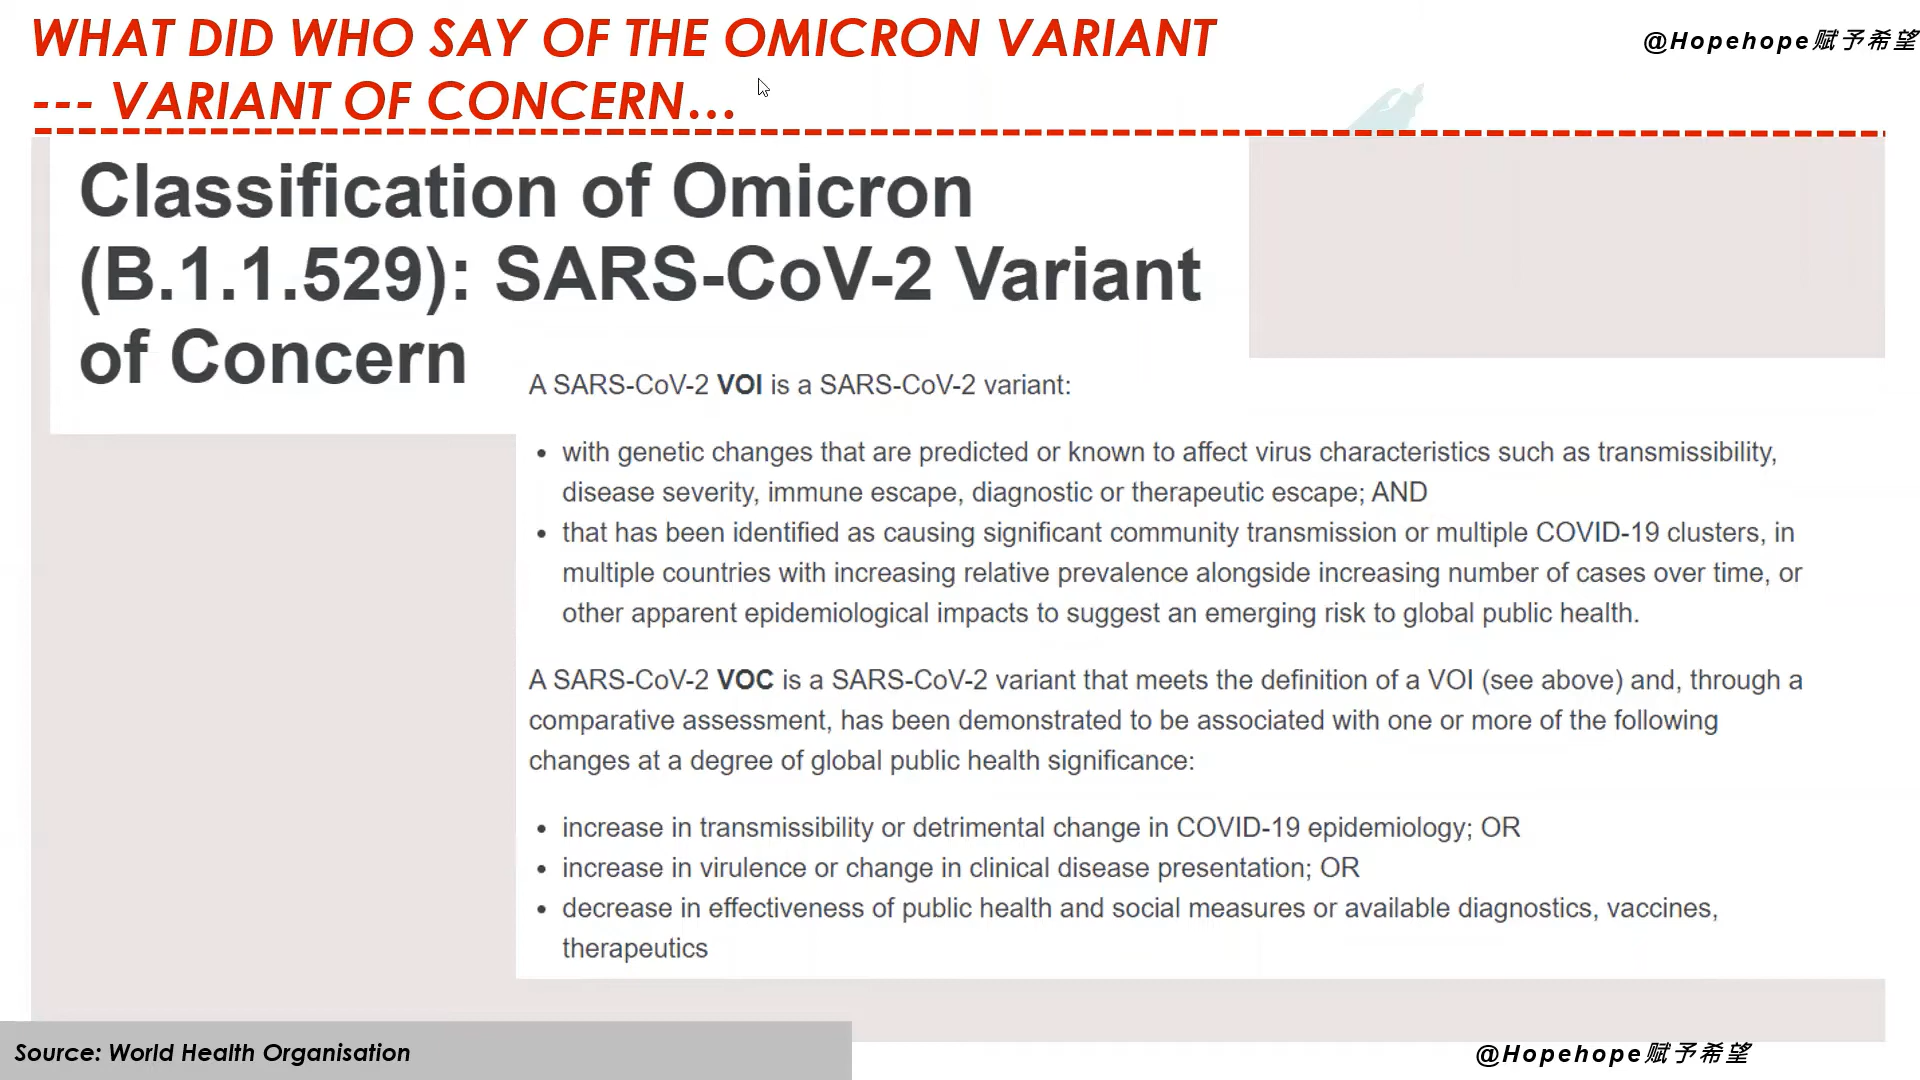 WHAT DID WHO SAY OF THE OMICRON VARIANT
--- VARIANT OF CONCERN...
@Hopehope赋予希望
Classification of Omicron
(B.1.1.529): SARS-CoV-2 Variant
of Concern
A SARS-CoV-2 VOI is a SARS-CoV-2 variant:
• with genetic changes that are predicted or known to affect virus characteristics such as transmissibility,
disease severity, immune escape, diagnostic or therapeutic escape; AND
• that has been identified as causing significant community transmission or multiple COVID-19 clusters, in
multiple countries with increasing relative prevalence alongside increasing number of cases over time, or
other apparent epidemiological impacts to suggest an emerging risk to global public health.
A SARS-CoV-2 VOC is a SARS-CoV-2 variant that meets the definition of a VOI (see above) and, through a
comparative assessment, has been demonstrated to be associated with one or more of the following
changes at a degree of global public health significance:
• increase in transmissibility or detrimental change in COVID-19 epidemiology; OR
• increase in virulence or change in clinical disease presentation; OR
• decrease in effectiveness of public health and social measures or available diagnostics, vaccines,
therapeutics
Source: World Health Organisation
@Hopehope赋予希望